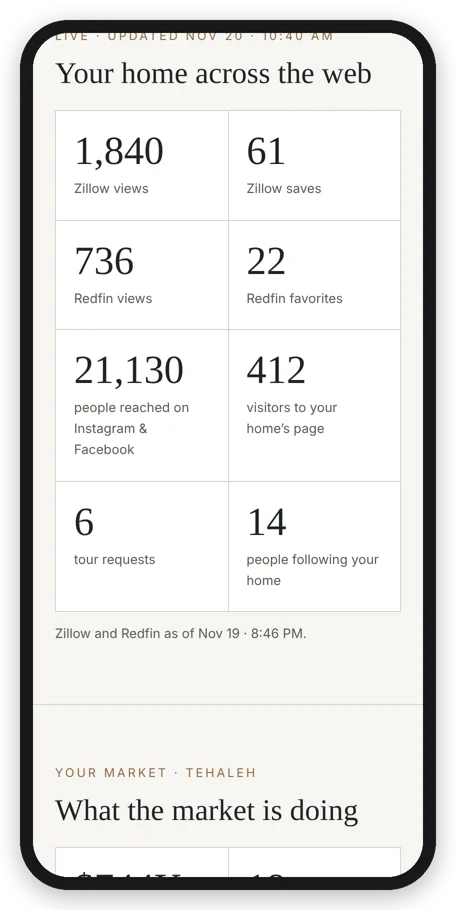 LIVE · UPDATED NOV 20 · 10:40 AM
Your home across the web
1,840
Zillow views
61
Zillow saves
736
Redfin views
22
Redfin favorites
21,130
people reached on
Instagram &
Facebook
412
visitors to your
home’s page
6
tour requests
14
people following your
home
Zillow and Redfin as of Nov 19 · 8:46 PM.
YOUR MARKET · TEHALEH
What the market is doing